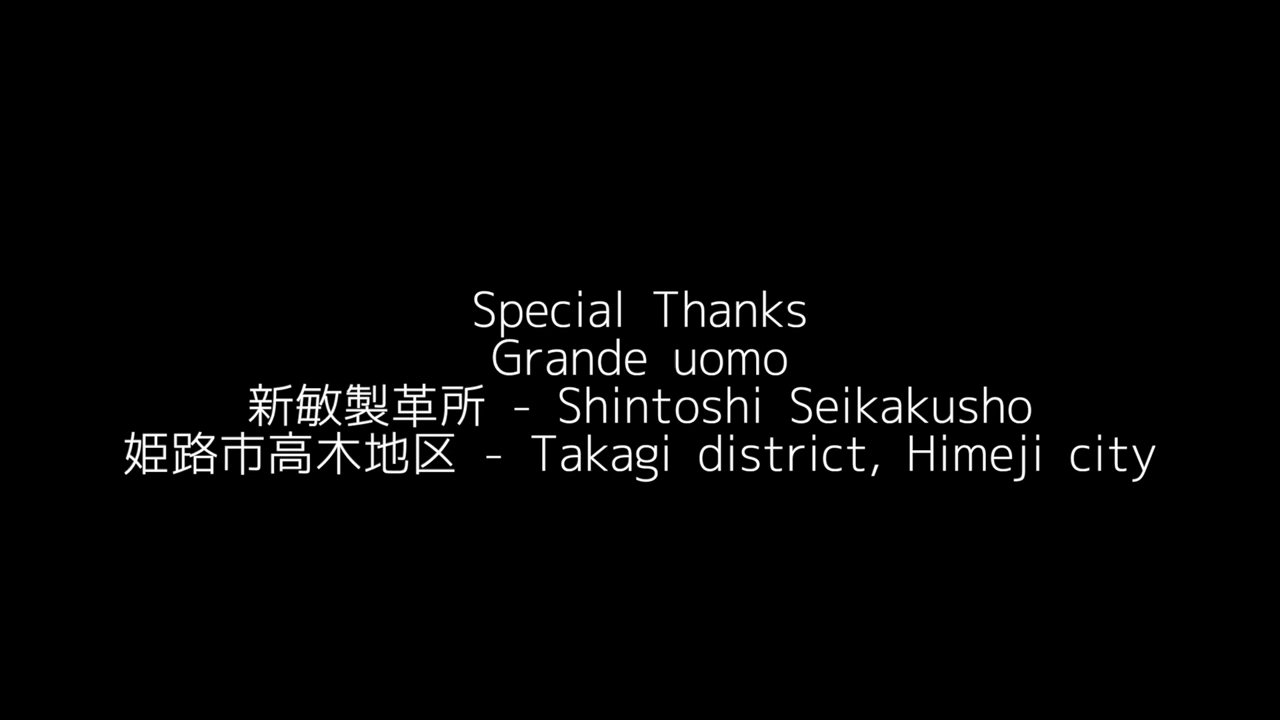 Special Thanks
Grande uomo
新敏製革所 - Shintoshi Seikakusho
姫路市高木地区 - Takagi district, Himeji city